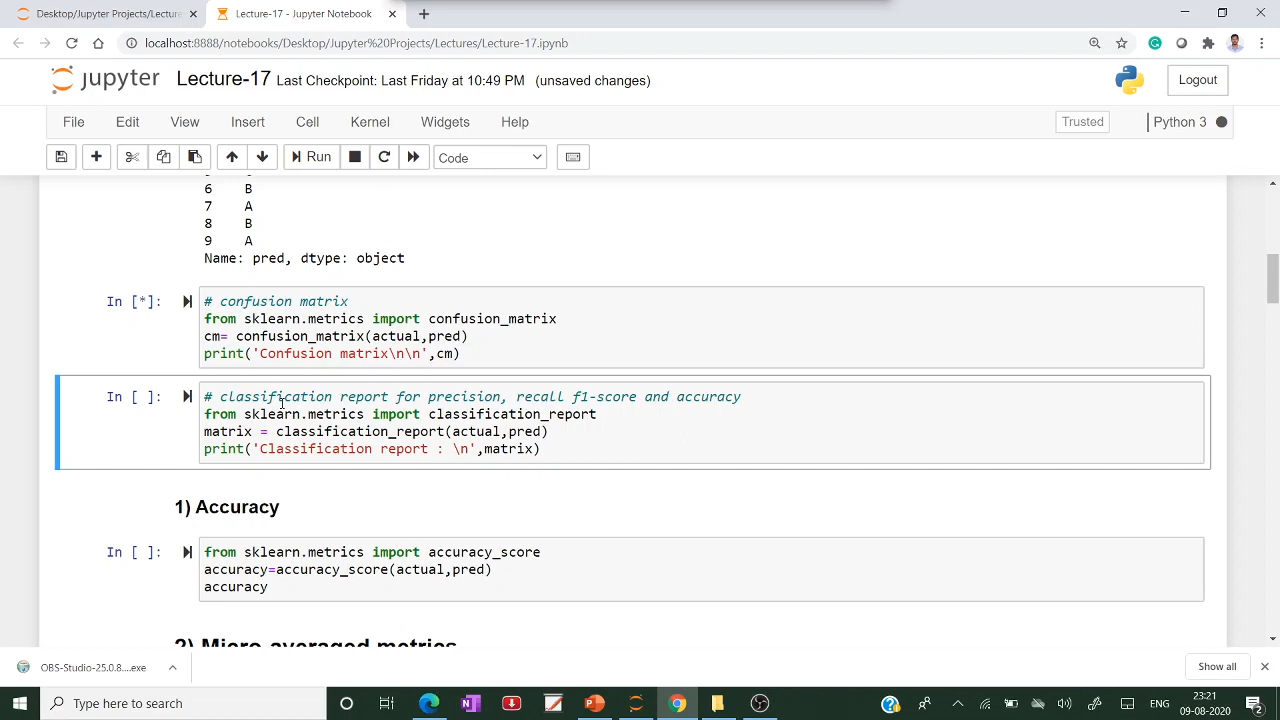 Desktop/Jupyter Projects/Lecture
Lecture-17 - Jupyter Notebook
localhost:8888/notebooks/Desktop/Jupyter%20Projects/Lectures/Lecture-17.ipynb
jupyter Lecture-17 Last Checkpoint: Last Friday at 10:49 PM (unsaved changes)
Logout
File Edit View Insert Cell Kernel Widgets Help
Trusted Python 3
Run Code
6 B
7 A
8 B
9 A
Name: pred, dtype: object
In [*]:
# confusion matrix
from sklearn.metrics import confusion_matrix
cm= confusion_matrix(actual,pred)
print('Confusion matrix\n\n',cm)
In [ ]:
# classification report for precision, recall f1-score and accuracy
from sklearn.metrics import classification_report
matrix = classification_report(actual,pred)
print('Classification report : \n',matrix)
1) Accuracy
In [ ]:
from sklearn.metrics import accuracy_score
accuracy=accuracy_score(actual,pred)
accuracy
2) Micro averaged metrics
OBS-Studio-25.0.8....exe
Show all
Type here to search
ENG
23:21
09-08-2020
2